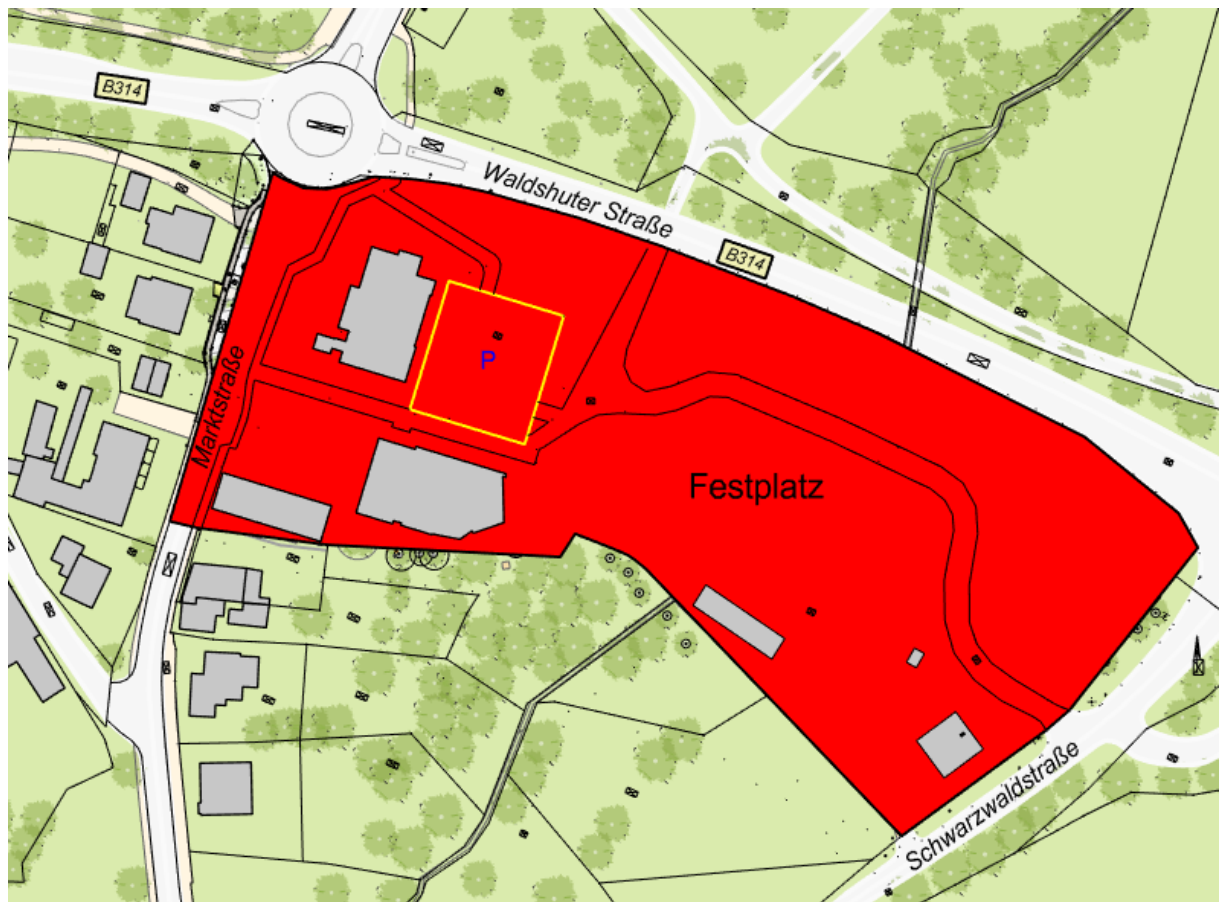 B314
Waldshuter Straße
B314
Marktstraße
P
Festplatz
Schwarzwaldstraße